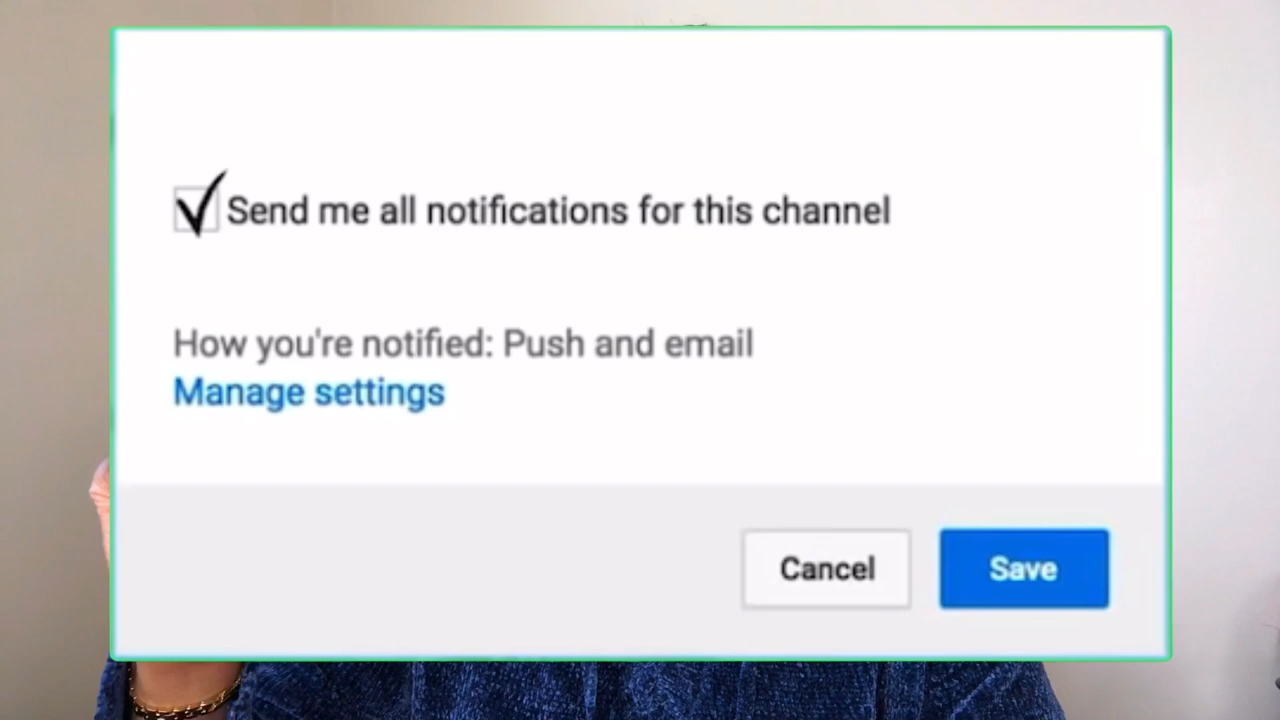 Send me all notifications for this channel
How you're notified: Push and email
Manage settings
Cancel
Save